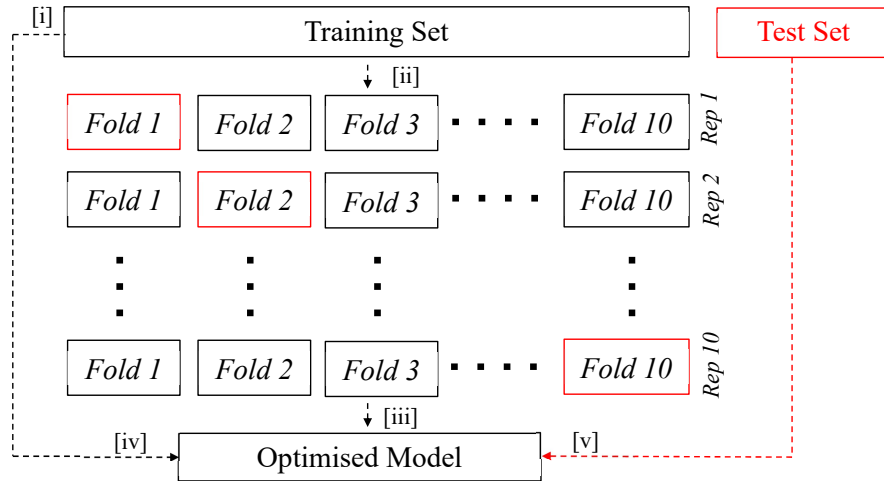 [i]
Training Set
Test Set
[ii]
Fold 1 Fold 2 Fold 3 Fold 10 Rep 1
Fold 1 Fold 2 Fold 3 Fold 10 Rep 2
Fold 1 Fold 2 Fold 3 Fold 10 Rep 10
[iii]
[iv]
[v]
Optimised Model